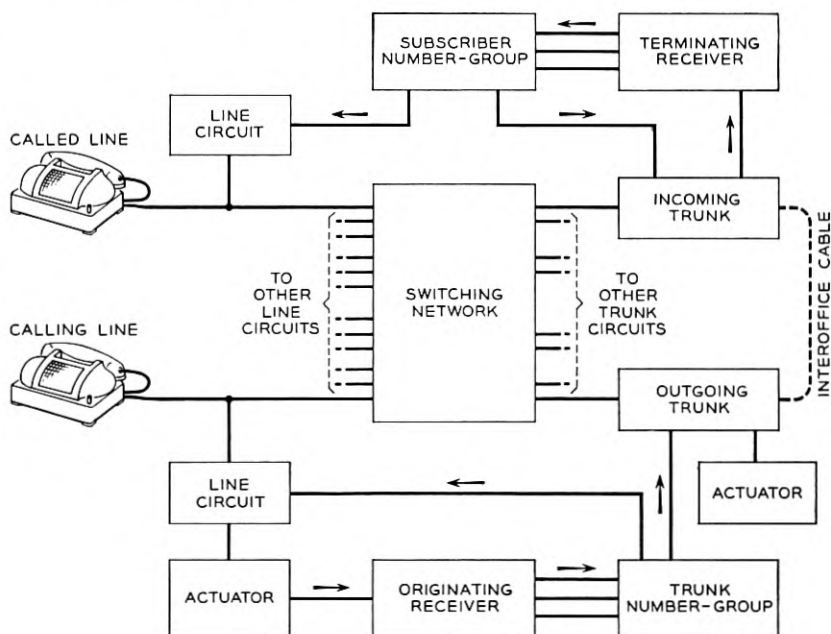 SUBSCRIBER
NUMBER-GROUP
TERMINATING
RECEIVER
LINE
CIRCUIT
CALLED LINE
INCOMING
TRUNK
TO
OTHER
LINE
CIRCUITS
SWITCHING
NETWORK
TO
OTHER
TRUNK
CIRCUITS
INTEROFFICE CABLE
CALLING LINE
OUTGOING
TRUNK
LINE
CIRCUIT
ACTUATOR
ACTUATOR
ORIGINATING
RECEIVER
TRUNK
NUMBER-GROUP